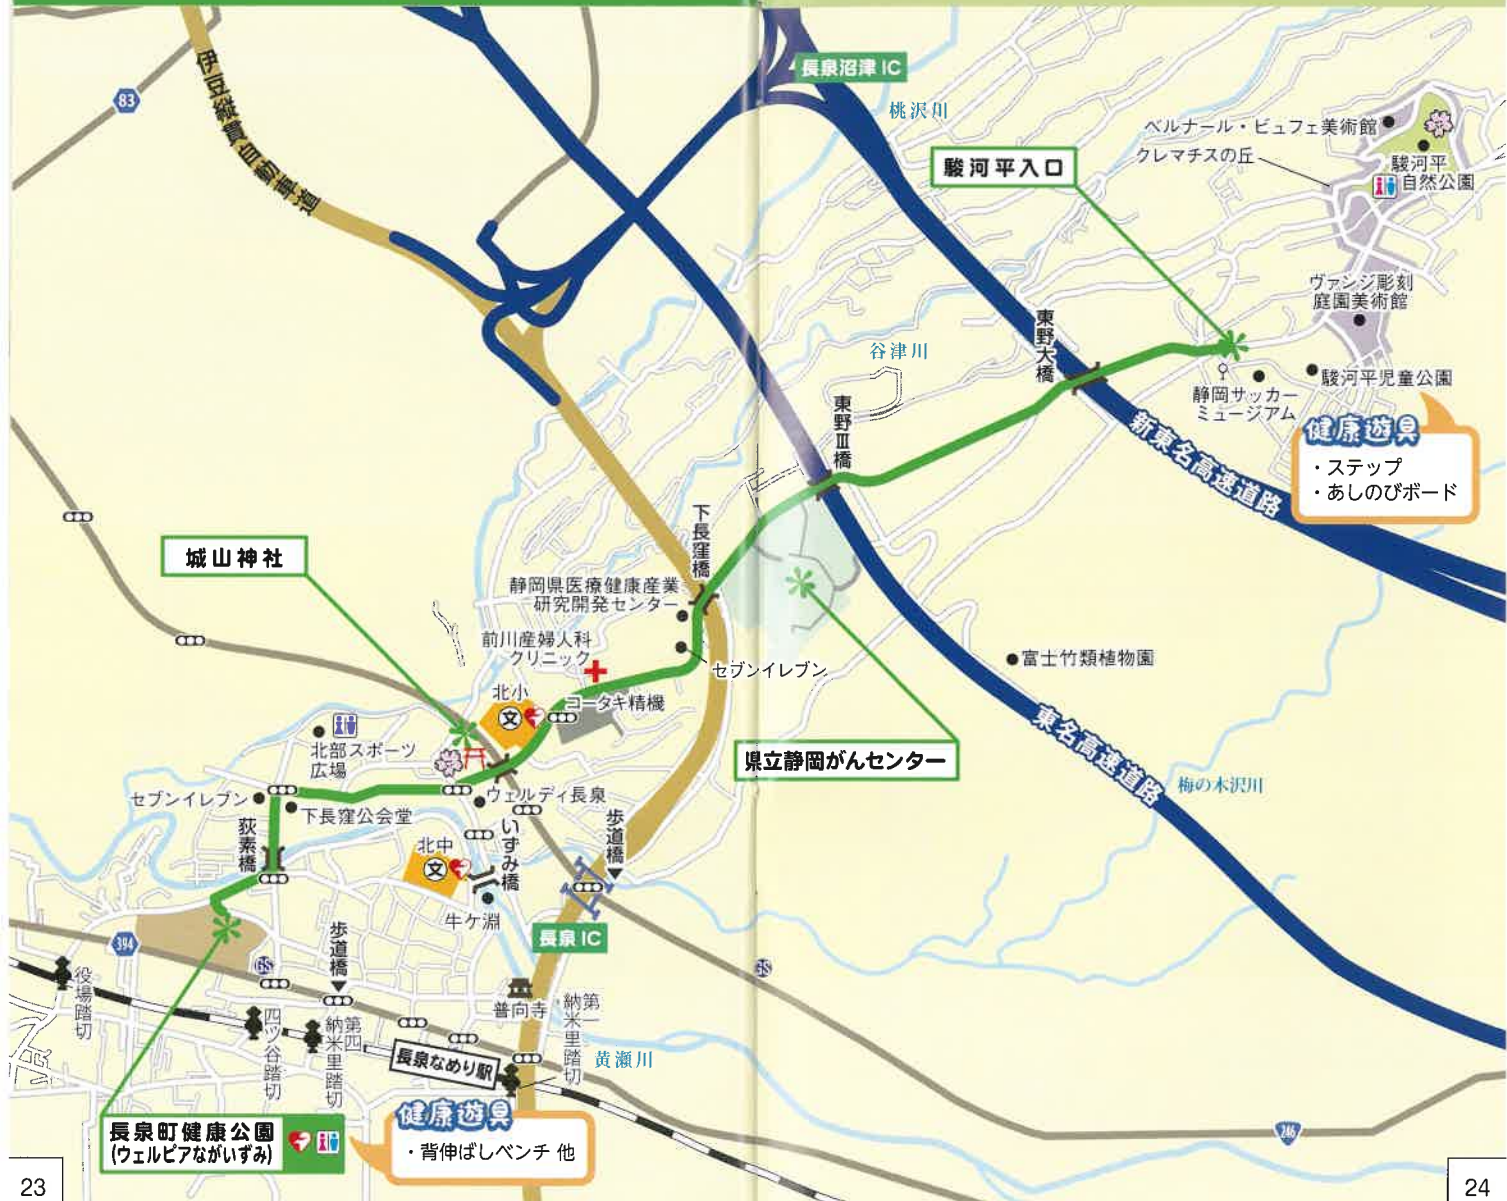 伊豆縦貫自動車道
83
長泉沼津 IC
桃沢川
ベルナール・ビュフェ美術館
クレマチスの丘
駿河平
自然公園
駿河平入口
ヴァンジ彫刻
庭園美術館
東野大橋
谷津川
静岡サッカー
ミュージアム
駿河平児童公園
健康遊具
・ステップ
・あしのびボード
新東名高速道路
東野Ⅲ橋
下長窪橋
城山神社
静岡県医療健康産業
研究開発センター
前川産婦人科
クリニック
セブンイレブン
富士竹類植物園
北小
文
コータキ精機
県立静岡がんセンター
東名高速道路
梅の木沢川
北部スポーツ
広場
セブンイレブン
下長窪公会堂
ウェルディ長泉
荻素橋
北中
文
いずみ橋
歩道橋
牛ケ淵
長泉 IC
394
GS
歩道橋
GS
役場踏切
四ツ谷踏切
第四
納米里踏切
普向寺
第一
納米里踏切
長泉なめり駅
黄瀬川
246
長泉町健康公園
(ウェルピアながいずみ)
健康遊具
・背伸ばしベンチ 他
23
24